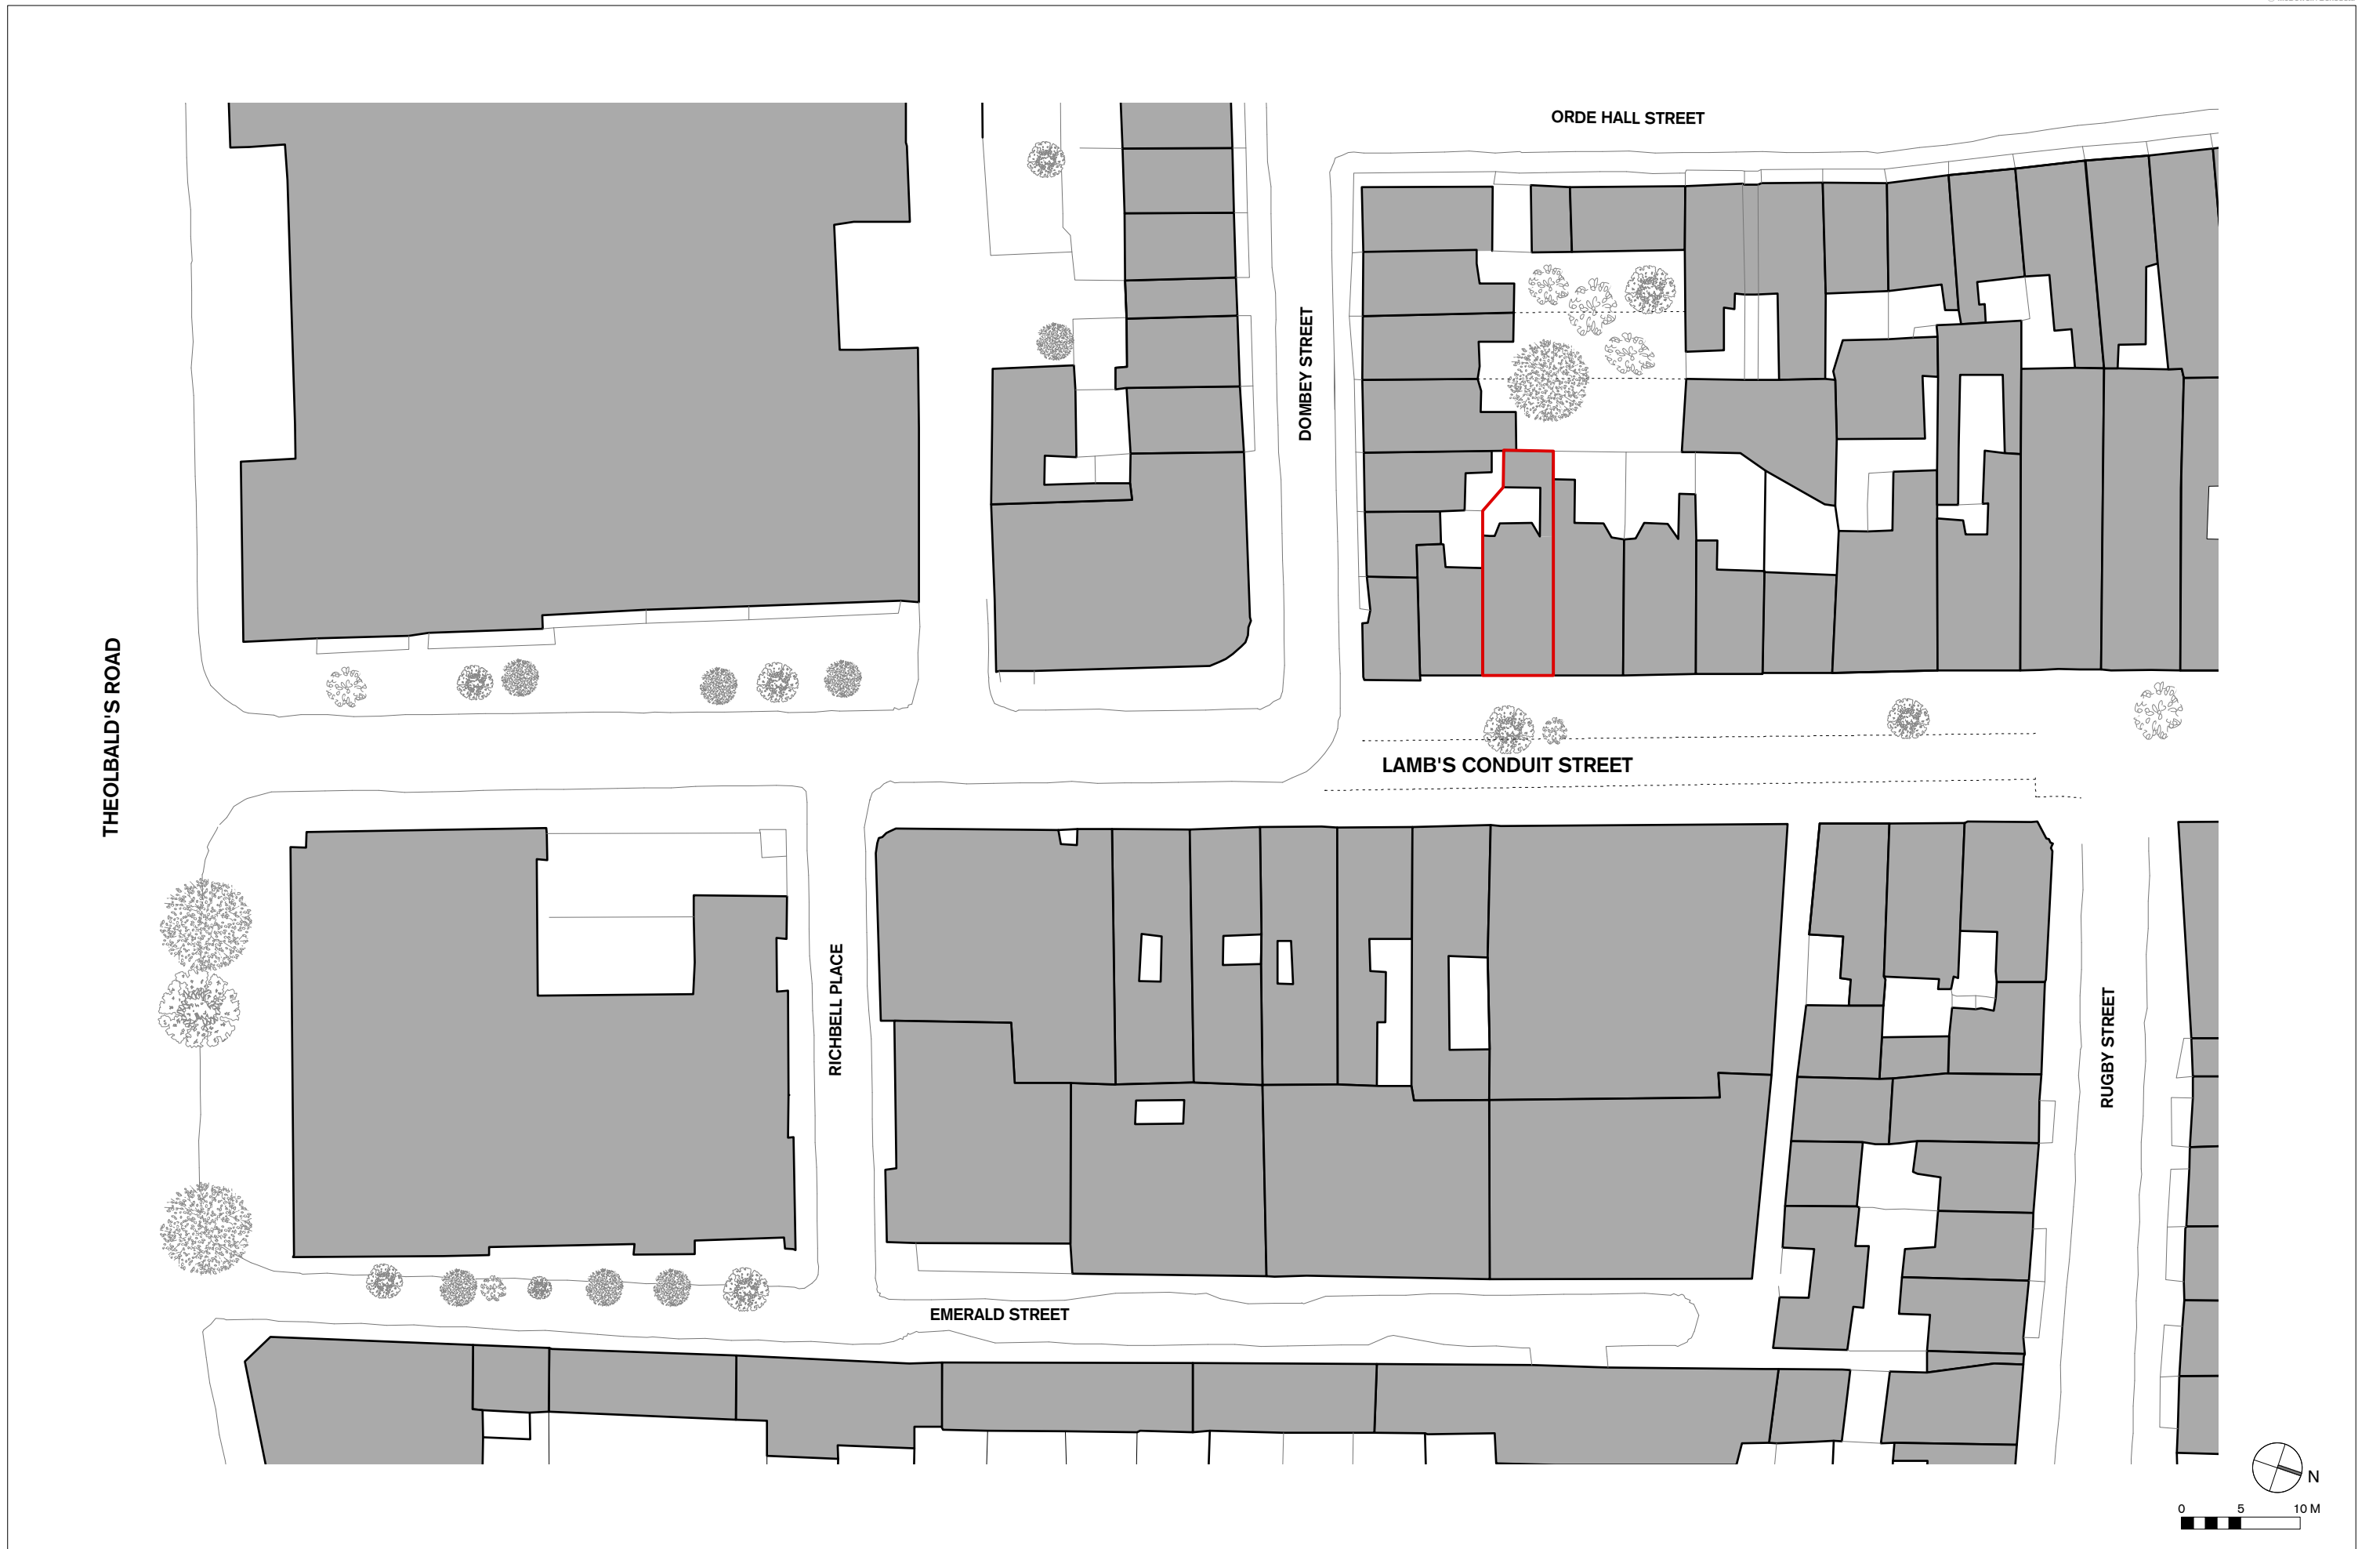 ORDE HALL STREET
DOMBEY STREET
THEOLBALD'S ROAD
LAMB'S CONDUIT STREET
RICHBELL PLACE
RUGBY STREET
EMERALD STREET
N
0 5 10 M